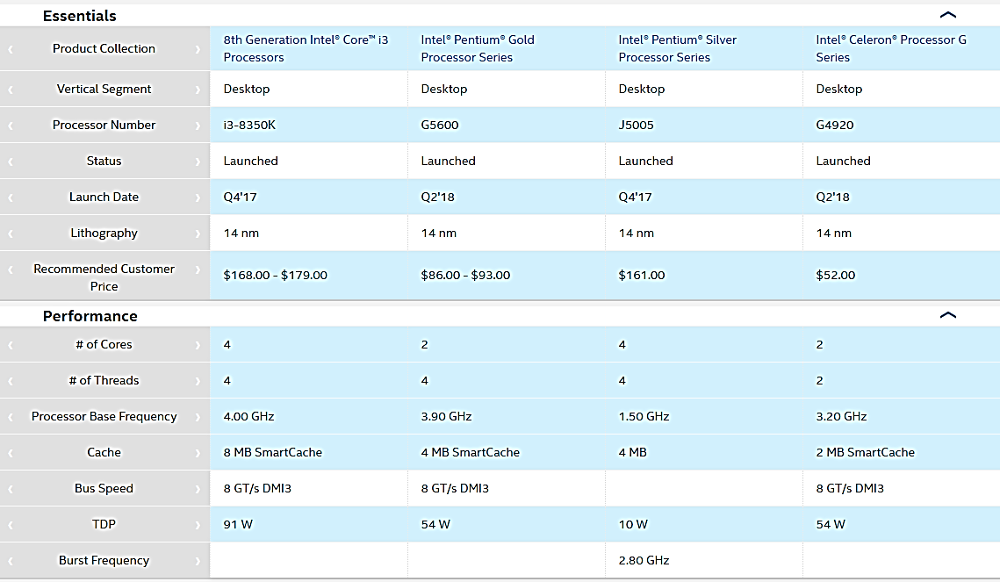 Essentials
Product Collection 8th Generation Intel® Core™ i3 Processors Intel® Pentium® Gold Processor Series Intel® Pentium® Silver Processor Series Intel® Celeron® Processor G Series
Vertical Segment Desktop Desktop Desktop Desktop
Processor Number i3-8350K G5600 J5005 G4920
Status Launched Launched Launched Launched
Launch Date Q4'17 Q2'18 Q4'17 Q2'18
Lithography 14 nm 14 nm 14 nm 14 nm
Recommended Customer Price $168.00 - $179.00 $86.00 - $93.00 $161.00 $52.00
Performance
# of Cores 4 2 4 2
# of Threads 4 4 4 2
Processor Base Frequency 4.00 GHz 3.90 GHz 1.50 GHz 3.20 GHz
Cache 8 MB SmartCache 4 MB SmartCache 4 MB 2 MB SmartCache
Bus Speed 8 GT/s DMI3 8 GT/s DMI3 8 GT/s DMI3
TDP 91 W 54 W 10 W 54 W
Burst Frequency 2.80 GHz